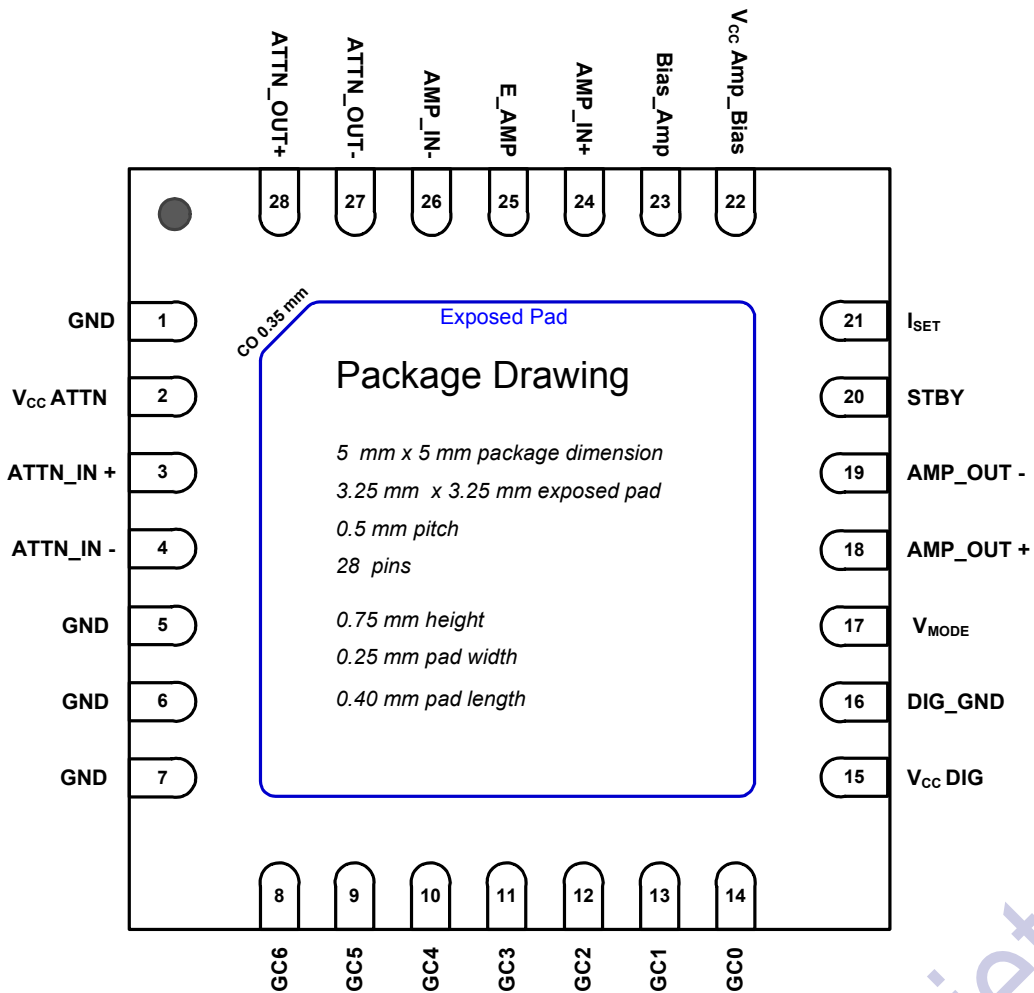 ATTN_OUT+
ATTN_OUT-
AMP_IN-
E_AMP
AMP_IN+
Bias_Amp
VCC Amp_Bias
28
27
26
25
24
23
22
GND 1
VCC ATTN 2
ATTN_IN + 3
ATTN_IN - 4
GND 5
GND 6
GND 7
CO 0.35 mm
Exposed Pad
Package Drawing
5 mm x 5 mm package dimension
3.25 mm x 3.25 mm exposed pad
0.5 mm pitch
28 pins
0.75 mm height
0.25 mm pad width
0.40 mm pad length
21 ISET
20 STBY
19 AMP_OUT -
18 AMP_OUT +
17 VMODE
16 DIG_GND
15 VCC DIG
8
9
10
11
12
13
14
GC6
GC5
GC4
GC3
GC2
GC1
GC0